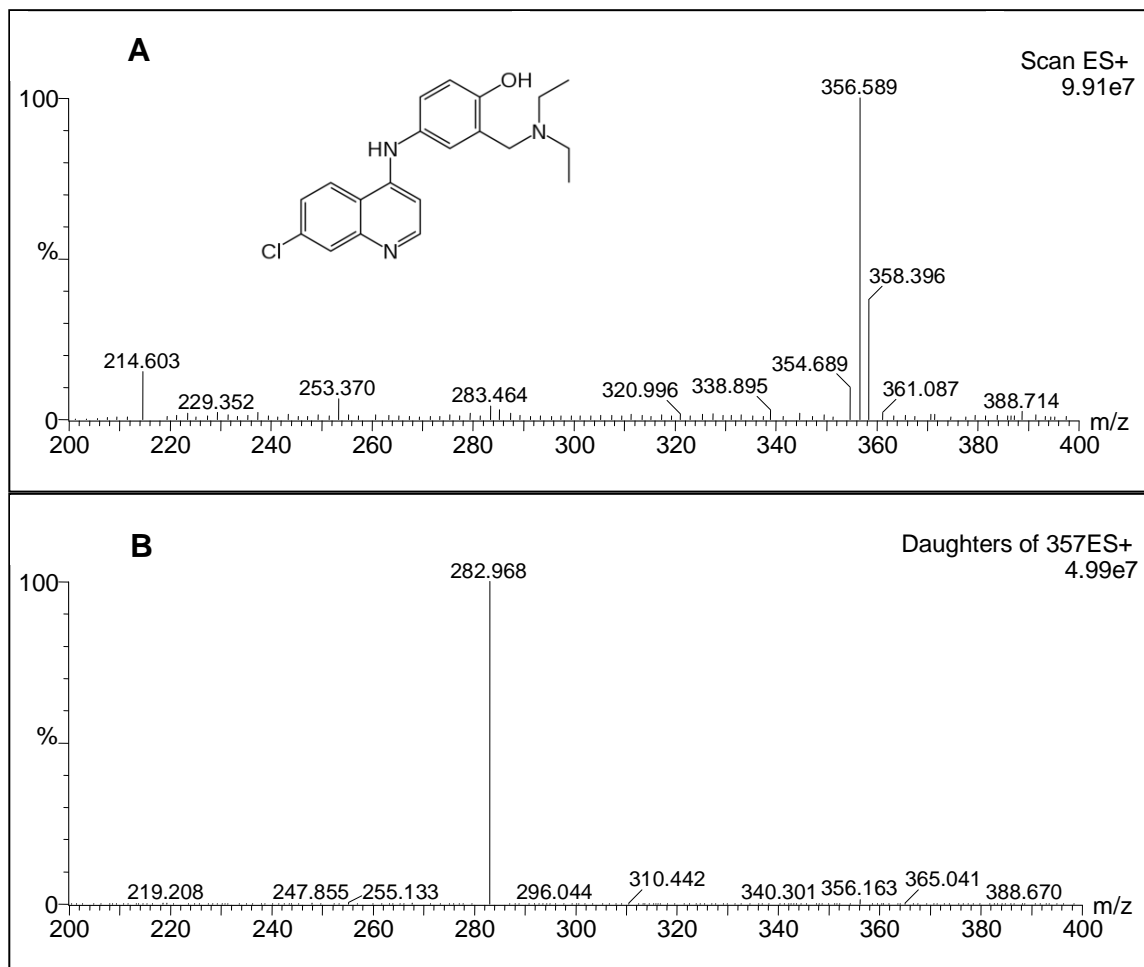 A
Scan ES+
9.91e7
OH
N
HN
Cl
N
100
%
0
356.589
358.396
214.603
229.352
253.370
283.464
320.996
338.895
354.689
361.087
388.714
m/z
200 220 240 260 280 300 320 340 360 380 400
B
Daughters of 357ES+
4.99e7
100
%
0
282.968
219.208
247.855
255.133
296.044
310.442
340.301
356.163
365.041
388.670
m/z
200 220 240 260 280 300 320 340 360 380 400